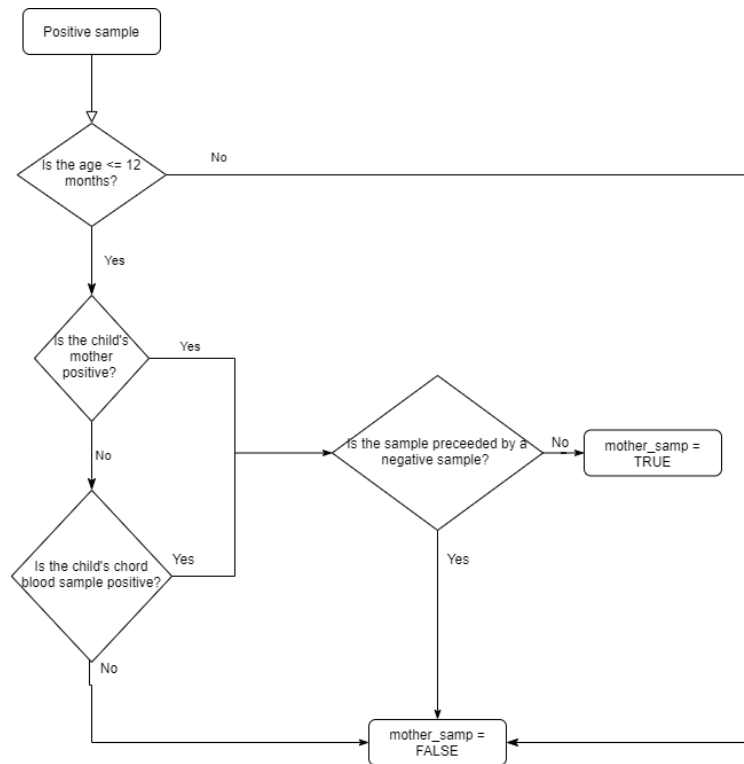 Positive sample
Is the age <= 12
months?
No
Yes
Is the child's
mother
positive?
Yes
No
Is the sample preceeded by a
negative sample?
No
mother_samp =
TRUE
Is the child's chord
blood sample positive?
Yes
Yes
No
mother_samp =
FALSE